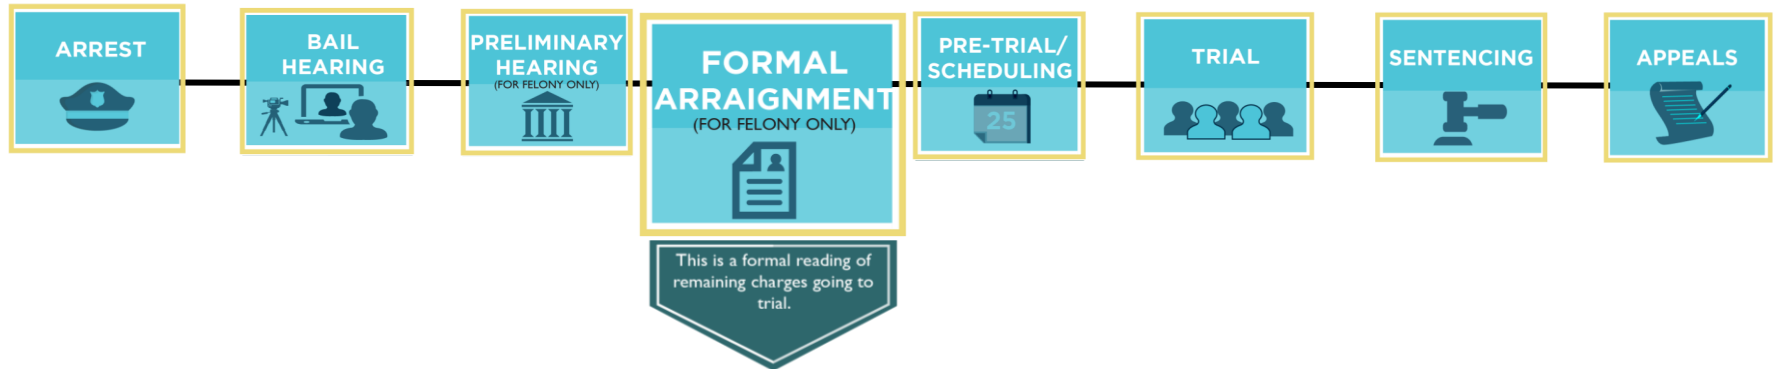 ARREST
BAIL
HEARING
PRELIMINARY
HEARING
(FOR FELONY ONLY)
FORMAL
ARRAIGNMENT
(FOR FELONY ONLY)
This is a formal reading of
remaining charges going to
trial.
PRE-TRIAL/
SCHEDULING
25
TRIAL
SENTENCING
APPEALS